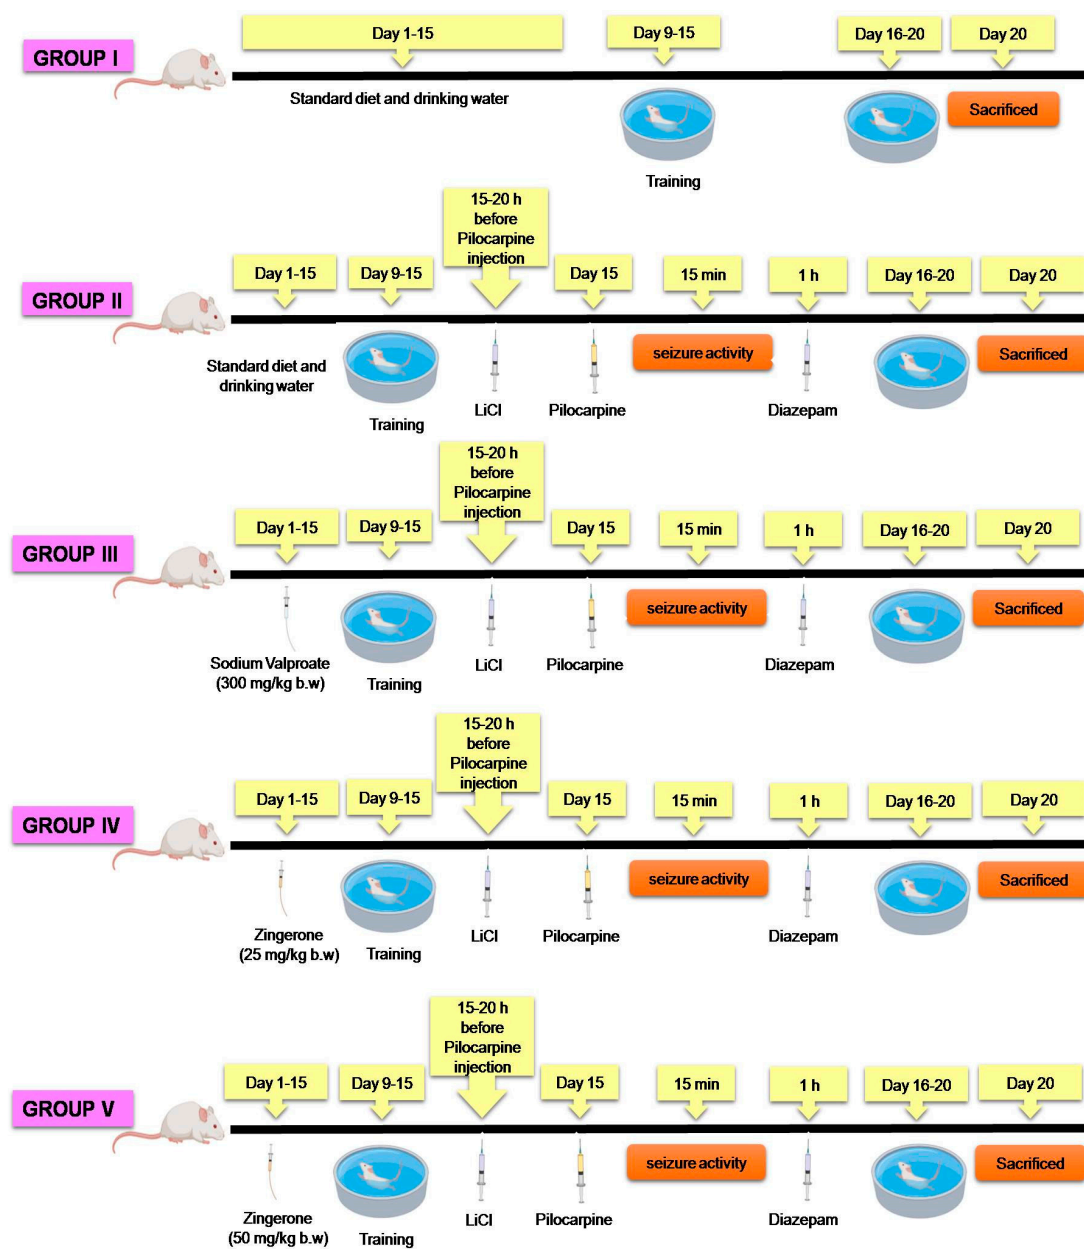 GROUP I
Day 1-15
Day 9-15
Day 16-20
Day 20
Standard diet and drinking water
Training
Sacrificed
GROUP II
Day 1-15
Day 9-15
15-20 h
before
Pilocarpine
injection
Day 15
15 min
1 h
Day 16-20
Day 20
Standard diet and
drinking water
Training
LiCl
Pilocarpine
seizure activity
Diazepam
Sacrificed
GROUP III
Day 1-15
Day 9-15
15-20 h
before
Pilocarpine
injection
Day 15
15 min
1 h
Day 16-20
Day 20
Sodium Valproate
(300 mg/kg b.w)
Training
LiCl
Pilocarpine
seizure activity
Diazepam
Sacrificed
GROUP IV
Day 1-15
Day 9-15
15-20 h
before
Pilocarpine
injection
Day 15
15 min
1 h
Day 16-20
Day 20
Zingerone
(25 mg/kg b.w)
Training
LiCl
Pilocarpine
seizure activity
Diazepam
Sacrificed
GROUP V
Day 1-15
Day 9-15
15-20 h
before
Pilocarpine
injection
Day 15
15 min
1 h
Day 16-20
Day 20
Zingerone
(50 mg/kg b.w)
Training
LiCl
Pilocarpine
seizure activity
Diazepam
Sacrificed